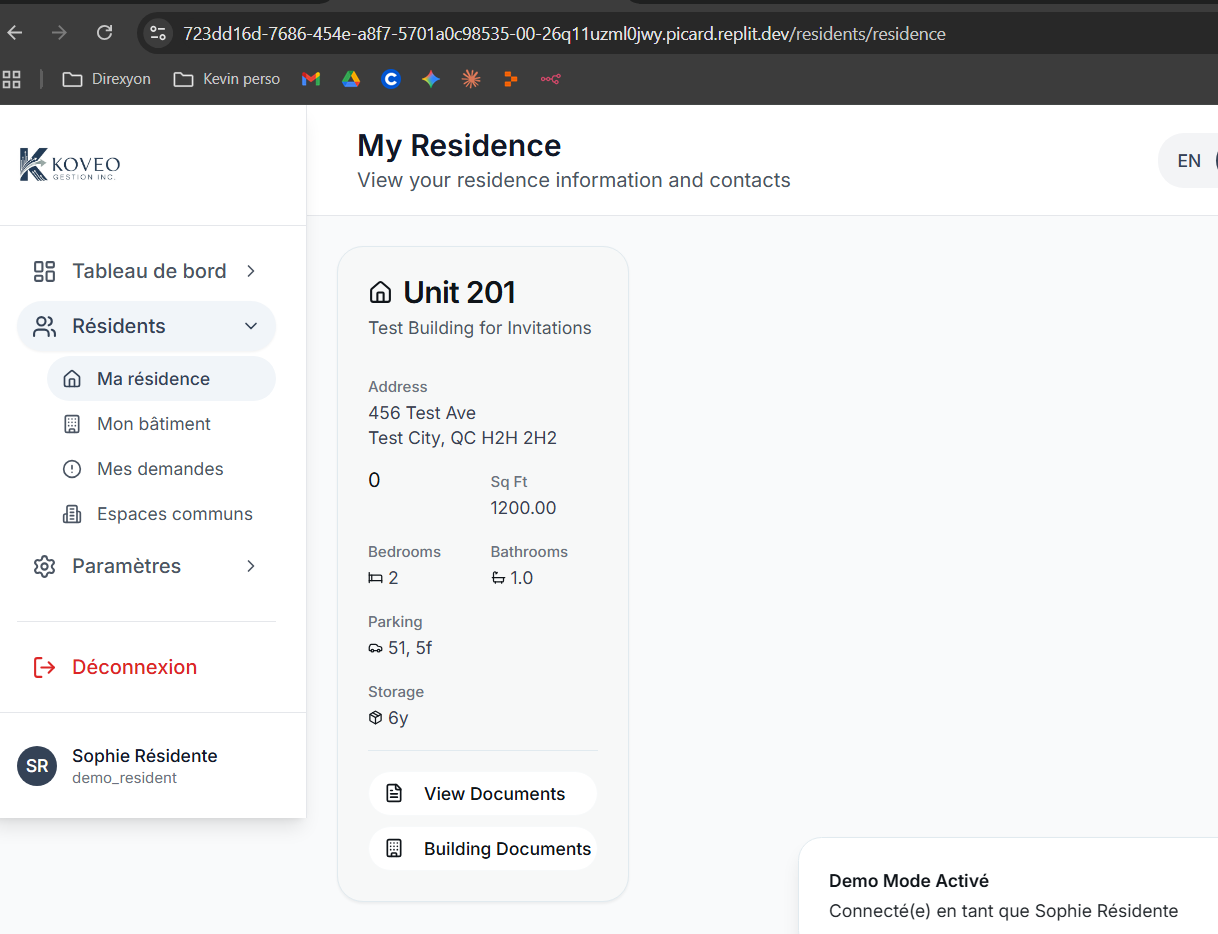 723dd16d-7686-454e-a8f7-5701a0c98535-00-26q11uzml0jwy.picard.replit.dev/residents/residence
Direxyon
Kevin perso
KOVEO
GESTION INC.
My Residence
View your residence information and contacts
EN
Tableau de bord
Résidents
Ma résidence
Mon bâtiment
Mes demandes
Espaces communs
Paramètres
Déconnexion
SR
Sophie Résidente
demo_resident
Unit 201
Test Building for Invitations
Address
456 Test Ave
Test City, QC H2H 2H2
0
Sq Ft
1200.00
Bedrooms
2
Bathrooms
1.0
Parking
51, 5f
Storage
6y
View Documents
Building Documents
Demo Mode Activé
Connecté(e) en tant que Sophie Résidente